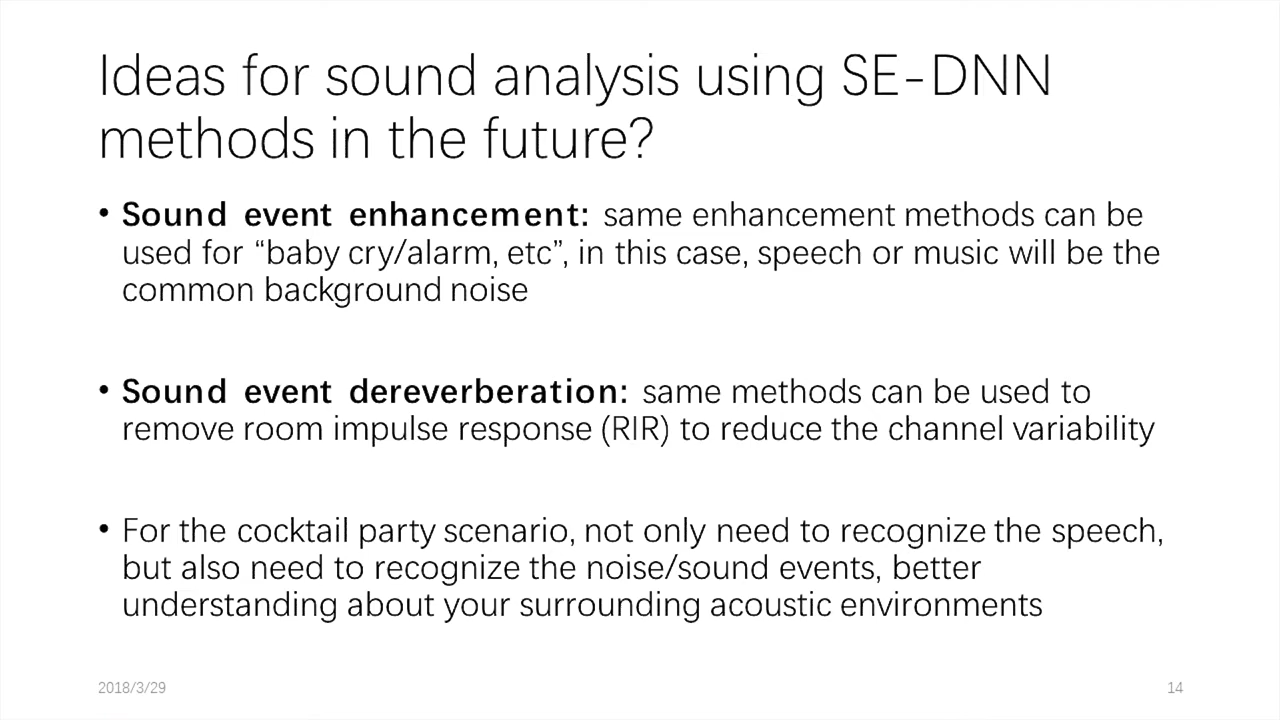 Ideas for sound analysis using SE-DNN
methods in the future?
• Sound event enhancement: same enhancement methods can be
used for “baby cry/alarm, etc”, in this case, speech or music will be the
common background noise
• Sound event dereverberation: same methods can be used to
remove room impulse response (RIR) to reduce the channel variability
• For the cocktail party scenario, not only need to recognize the speech,
but also need to recognize the noise/sound events, better
understanding about your surrounding acoustic environments
2018/3/29
14